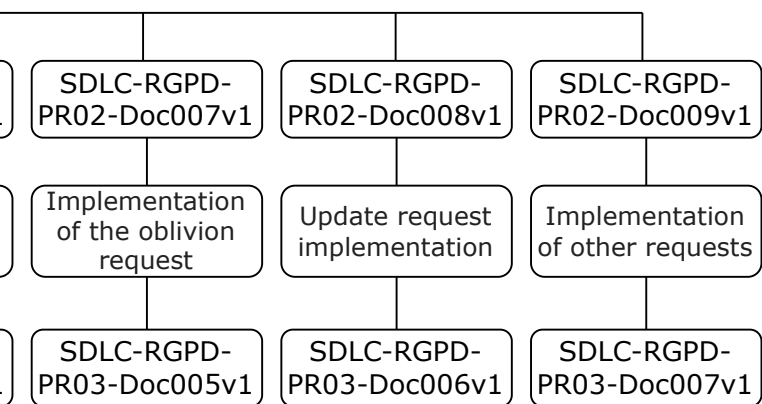 SDLC-RGPD-
PR02-Doc007v1
SDLC-RGPD-
PR02-Doc008v1
SDLC-RGPD-
PR02-Doc009v1
Implementation
of the oblivion
request
Update request
implementation
Implementation
of other requests
SDLC-RGPD-
PR03-Doc005v1
SDLC-RGPD-
PR03-Doc006v1
SDLC-RGPD-
PR03-Doc007v1